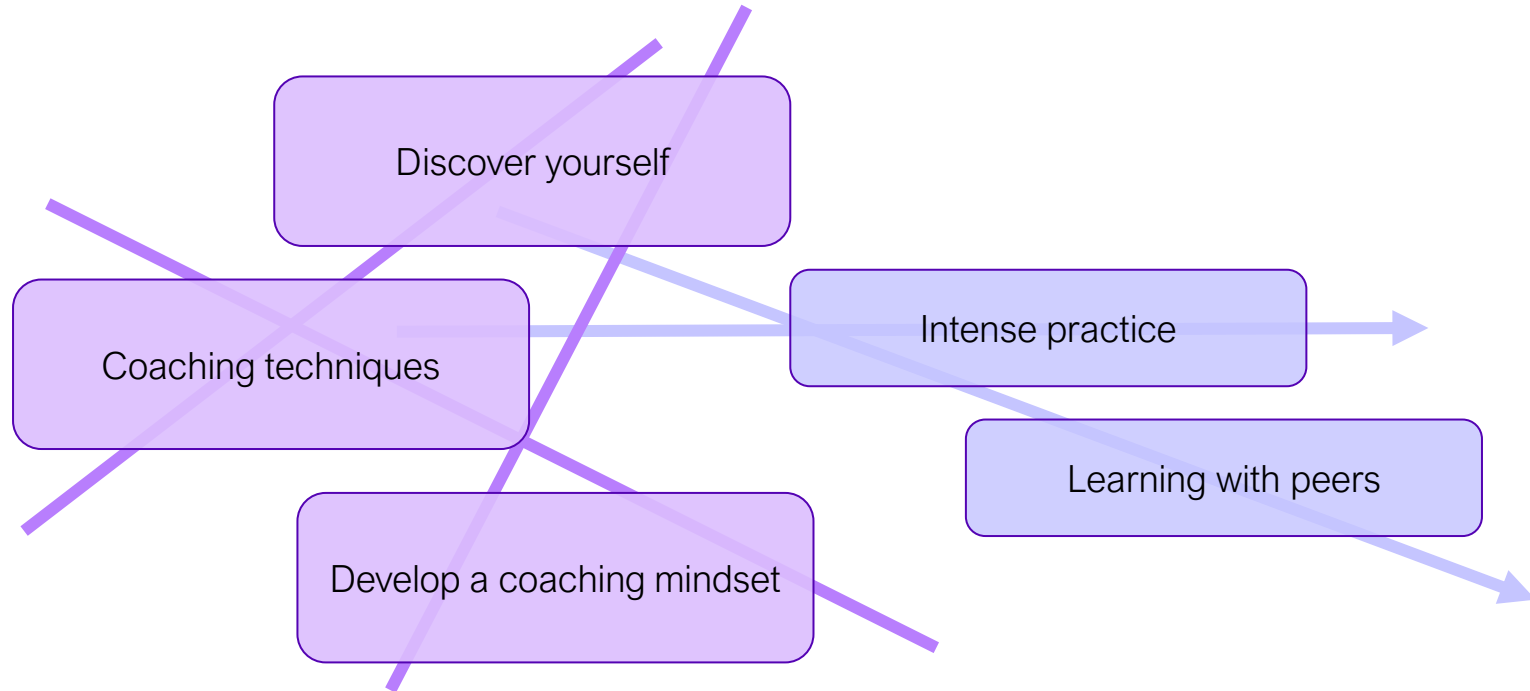 Discover yourself
Coaching techniques
Develop a coaching mindset
Intense practice
Learning with peers